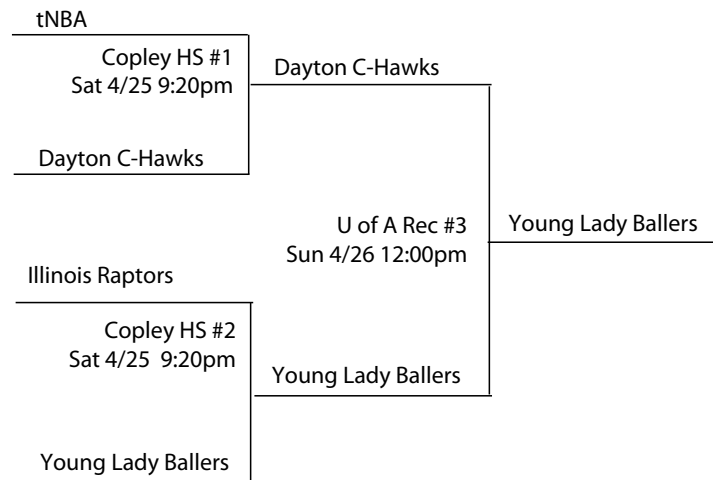 tNBA
Copley HS #1
Sat 4/25 9:20pm
Dayton C-Hawks
Dayton C-Hawks
U of A Rec #3
Sun 4/26 12:00pm
Young Lady Ballers
Illinois Raptors
Copley HS #2
Sat 4/25  9:20pm
Young Lady Ballers
Young Lady Ballers